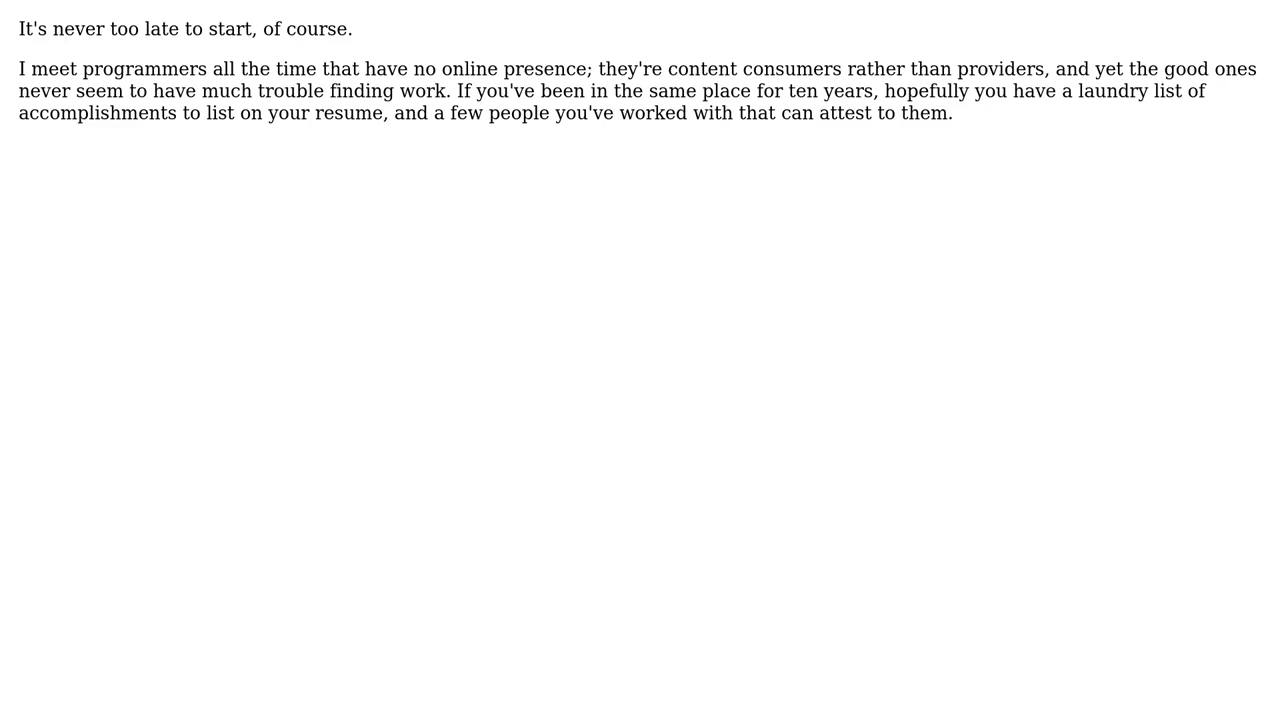 It's never too late to start, of course.
I meet programmers all the time that have no online presence; they're content consumers rather than providers, and yet the good ones
never seem to have much trouble finding work. If you've been in the same place for ten years, hopefully you have a laundry list of
accomplishments to list on your resume, and a few people you've worked with that can attest to them.